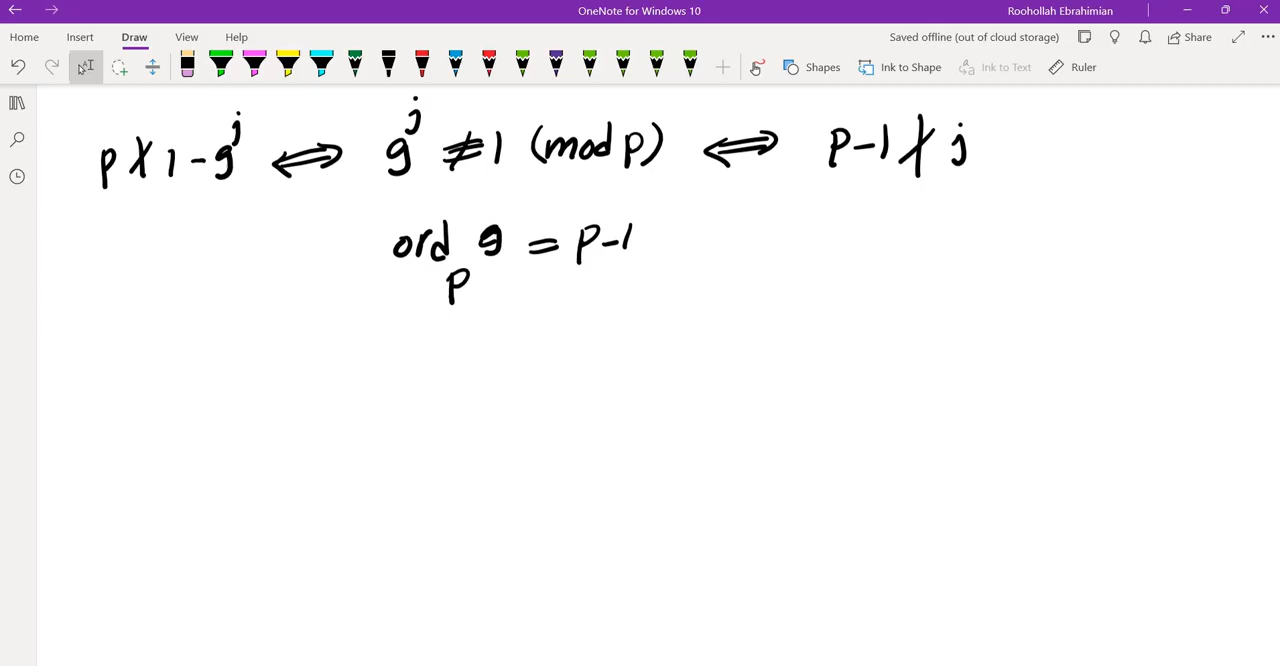 OneNote for Windows 10
Roohollah Ebrahimian
Home Insert Draw View Help
Saved offline (out of cloud storage)
Share
Shapes
Ink to Shape
Ink to Text
Ruler
p ∤ 1 - g^j ⟺ g^j ≢ 1 (mod p) ⟺ p-1 ∤ j
ord_p g = p-1